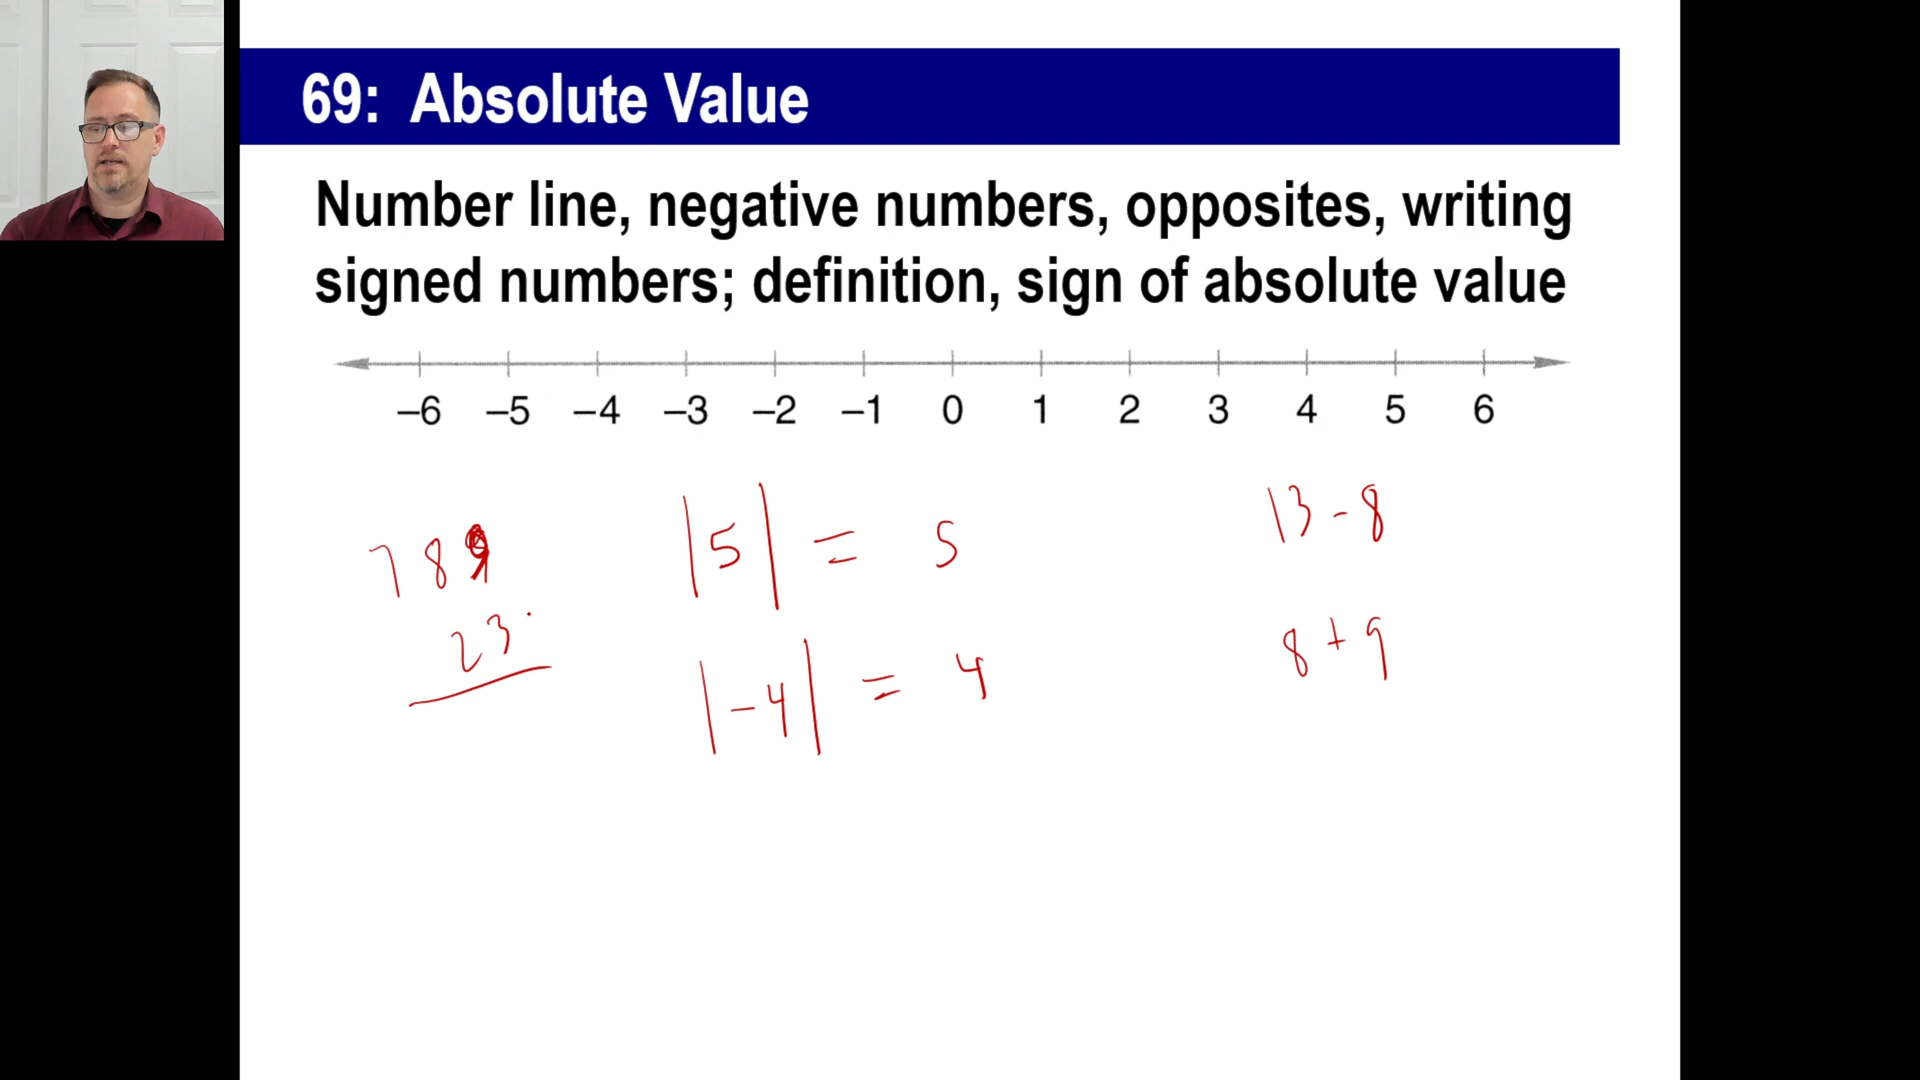 69: Absolute Value
Number line, negative numbers, opposites, writing
signed numbers; definition, sign of absolute value
–6 –5 –4 –3 –2 –1 0 1 2 3 4 5 6
789
23
|5| = 5
|-4| = 4
13 - 8
8 + 9